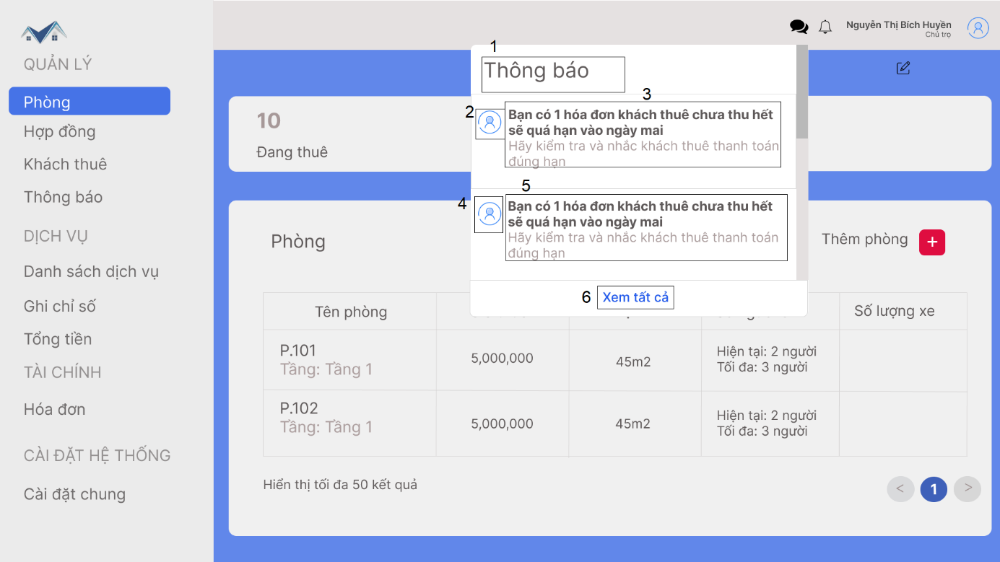 QUẢN LÝ
Phòng
Hợp đồng
Khách thuê
Thông báo
DỊCH VỤ
Danh sách dịch vụ
Ghi chỉ số
Tổng tiền
TÀI CHÍNH
Hóa đơn
CÀI ĐẶT HỆ THỐNG
Cài đặt chung
Nguyễn Thị Bích Huyền
Chủ trọ
10
Đang thuê
1
Thông báo
2
3
Bạn có 1 hóa đơn khách thuê chưa thu hết
sẽ quá hạn vào ngày mai
Hãy kiểm tra và nhắc khách thuê thanh toán
đúng hạn
4
5
Bạn có 1 hóa đơn khách thuê chưa thu hết
sẽ quá hạn vào ngày mai
Hãy kiểm tra và nhắc khách thuê thanh toán
đúng hạn
6
Xem tất cả
Phòng
Thêm phòng
+
Tên phòng
Số lượng xe
P.101
Tầng: Tầng 1
5,000,000
45m2
Hiện tại: 2 người
Tối đa: 3 người
P.102
Tầng: Tầng 1
5,000,000
45m2
Hiện tại: 2 người
Tối đa: 3 người
Hiển thị tối đa 50 kết quả
<
1
>